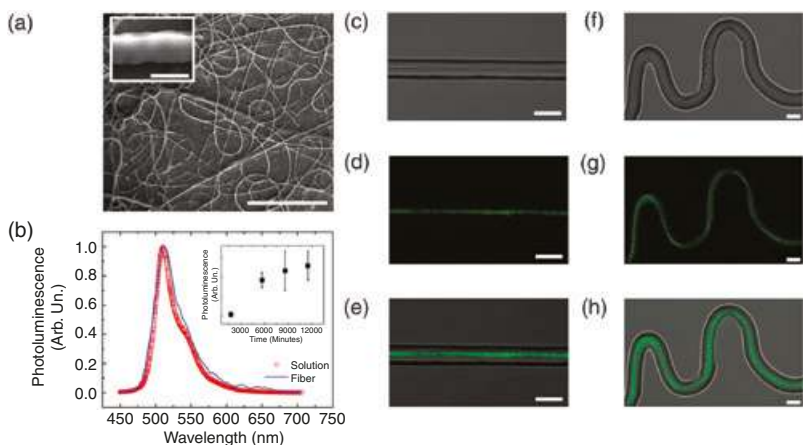 (a)
(b)
Photoluminescence
(Arb. Un.)
1.0
0.8
0.6
0.4
0.2
0.0
450 500 550 600 650 700 750
Wavelength (nm)
Solution
Fiber
Photoluminescence
(Arb. Un.)
3000 6000 9000 12000
Time (Minutes)
(c)
(d)
(e)
(f)
(g)
(h)